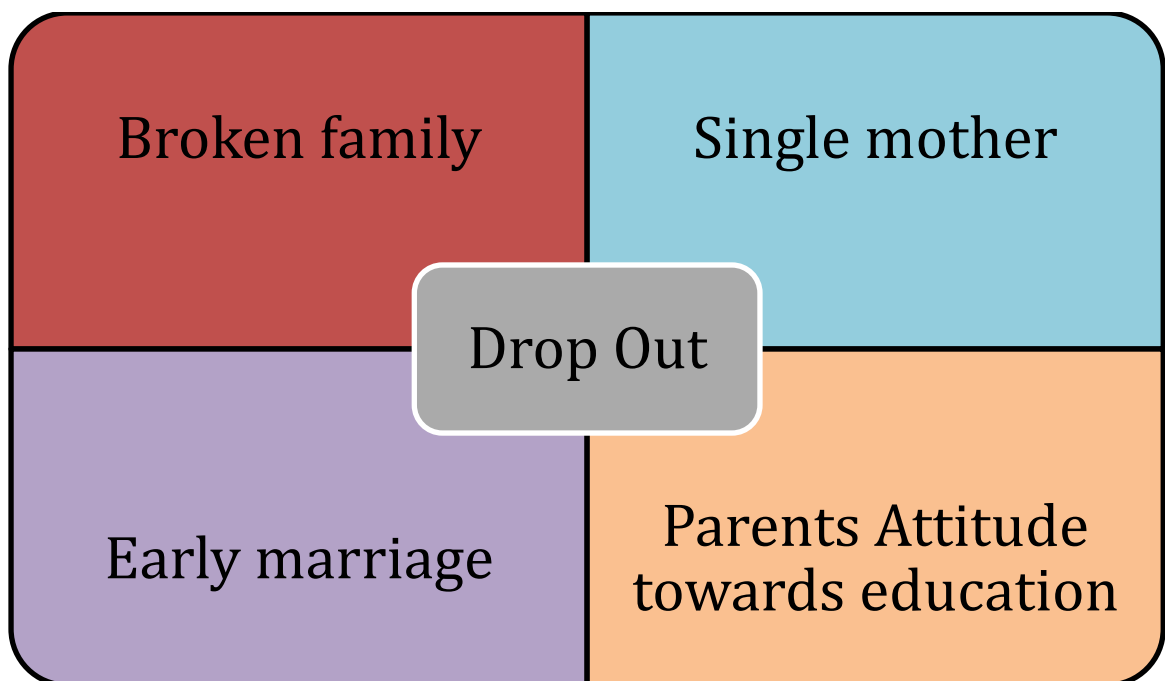 Broken family
Single mother
Drop Out
Early marriage
Parents Attitude
towards education